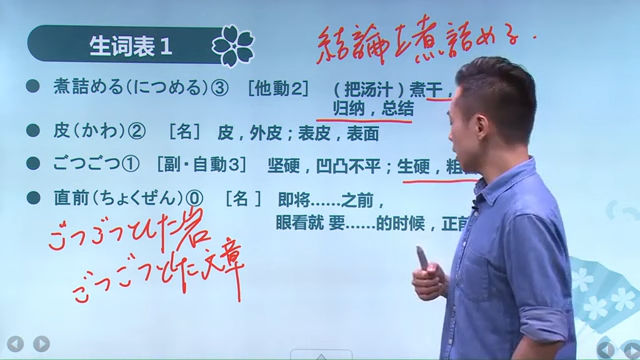 生词表1
結論を煮詰める.
煮詰める(につめる)③ [他動2] (把汤汁)煮干,
归纳,总结
皮(かわ)② [名] 皮,外皮;表皮,表面
ごつごつ① [副・自動3] 坚硬,凹凸不平;生硬,粗
直前(ちょくぜん)⓪ [名] 即将……之前,
眼看就 要……的时候,正前
ごつごつとした岩
ごつごつとした文章